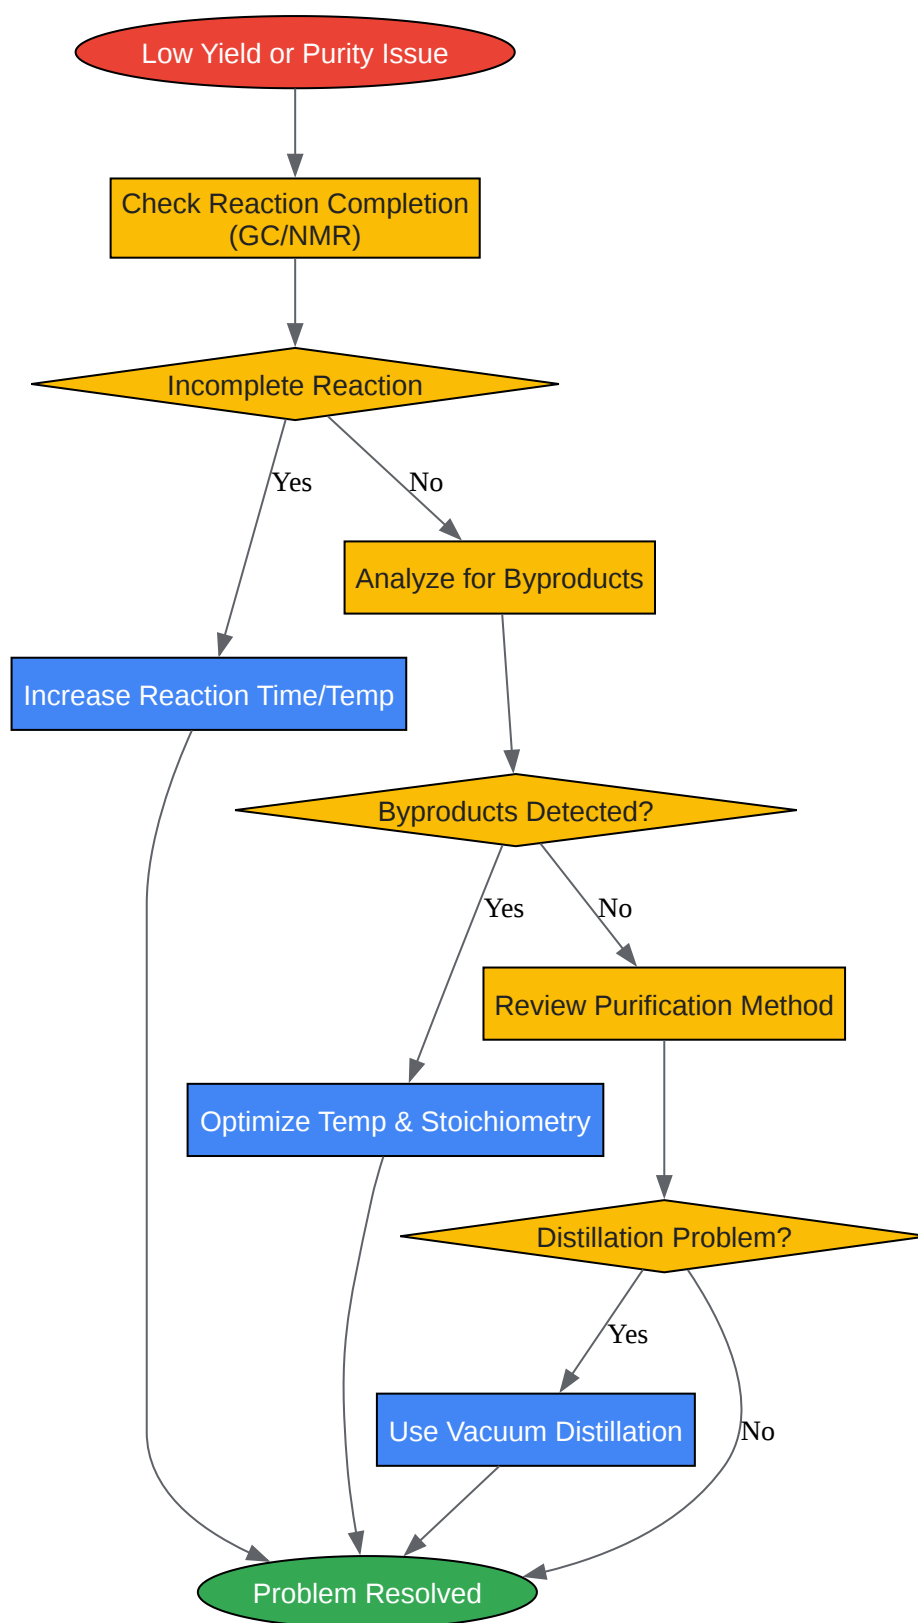 Low Yield or Purity Issue
Check Reaction Completion
(GC/NMR)
Incomplete Reaction
Yes
No
Analyze for Byproducts
Increase Reaction Time/Temp
Byproducts Detected?
Yes
No
Review Purification Method
Optimize Temp & Stoichiometry
Distillation Problem?
Yes
Use Vacuum Distillation
No
Problem Resolved